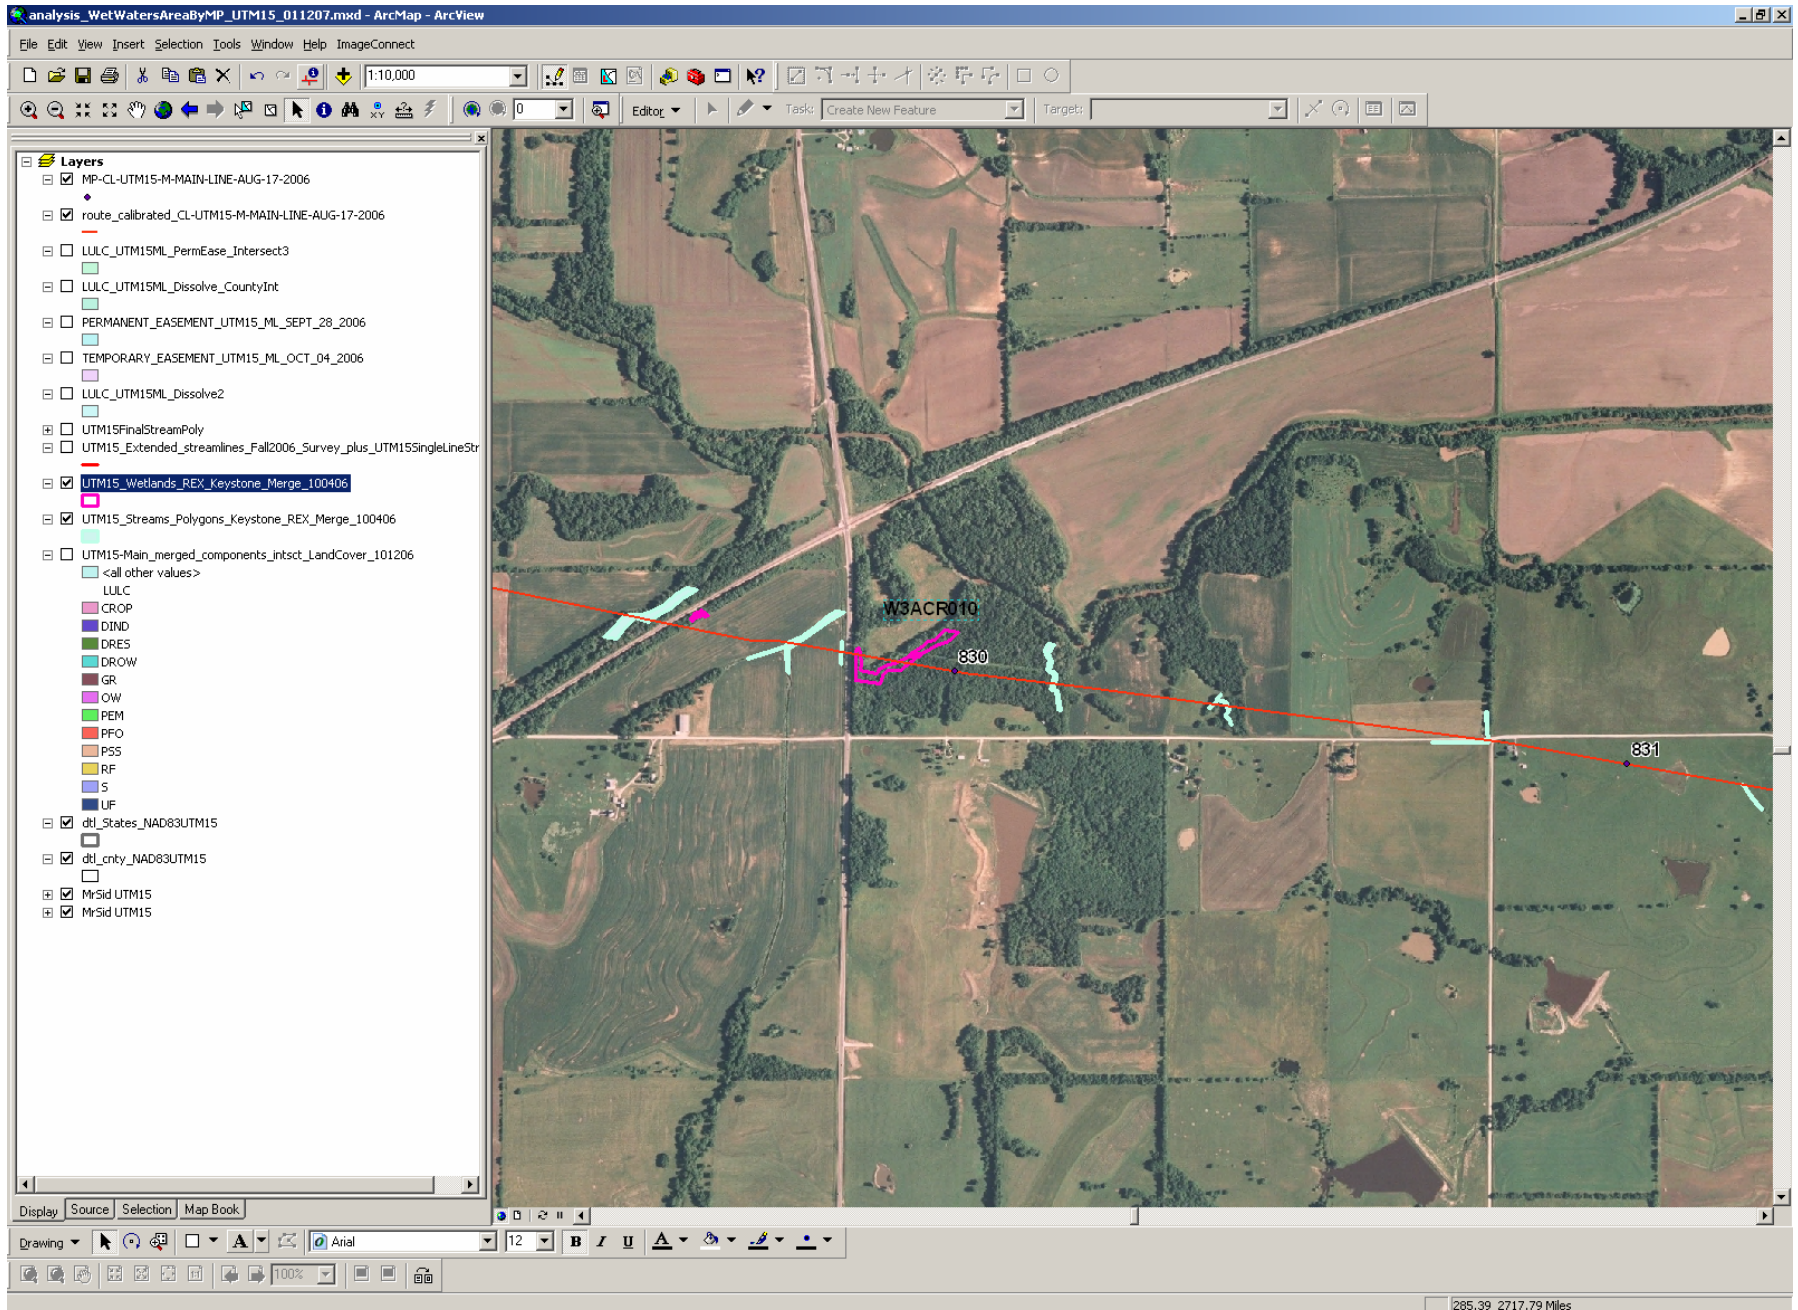 analysis_WetWatersAreaByMP_UTM15_011207.mxd - ArcMap - ArcView
File Edit View Insert Selection Tools Window Help ImageConnect
1:10,000
0 Editor Task: Create New Feature Target:
Layers
MP-CL-UTM15-M-MAIN-LINE-AUG-17-2006
route_calibrated_CL-UTM15-M-MAIN-LINE-AUG-17-2006
LULC_UTM15ML_PermEase_Intersect3
LULC_UTM15ML_Dissolve_CountyInt
PERMANENT_EASEMENT_UTM15_ML_SEPT_28_2006
TEMPORARY_EASEMENT_UTM15_ML_OCT_04_2006
LULC_UTM15ML_Dissolve2
UTM15FinalStreamPoly
UTM15_Extended_streamlines_Fall2006_Survey_plus_UTM15SingleLineStr
UTM15_Wetlands_REX_Keystone_Merge_100406
UTM15_Streams_Polygons_Keystone_REX_Merge_100406
UTM15-Main_merged_components_intsct_LandCover_101206
<all other values>
LULC
CROP
DIND
DRES
DROW
GR
OW
PEM
PFO
PSS
RF
S
UF
dtl_States_NAD83UTM15
dtl_cnty_NAD83UTM15
MrSid UTM15
MrSid UTM15
W3ACR010
830
831
Display Source Selection Map Book
Drawing A Arial 12 B I U A
100%
285.39 2717.79 Miles